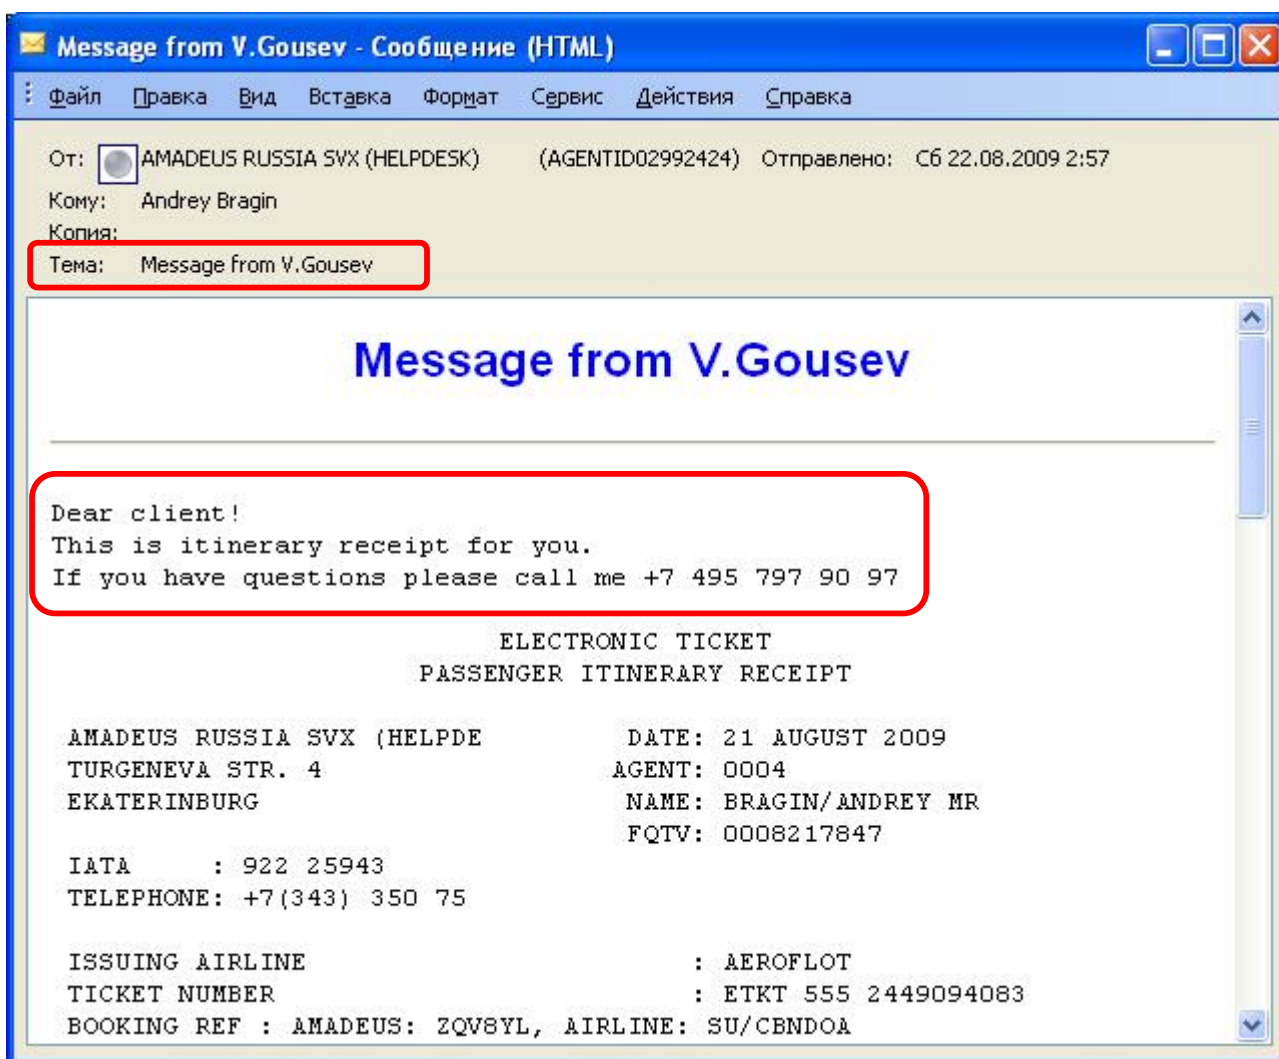 Message from V.Gousev - Сообщение (HTML)
Файл Правка Вид Вставка Формат Сервис Действия Справка
От: AMADEUS RUSSIA SVX (HELPDESK) (AGENTID02992424) Отправлено: Сб 22.08.2009 2:57
Кому: Andrey Bragin
Копия:
Тема: Message from V.Gousev
Message from V.Gousev
Dear client!
This is itinerary receipt for you.
If you have questions please call me +7 495 797 90 97
ELECTRONIC TICKET
PASSENGER ITINERARY RECEIPT
AMADEUS RUSSIA SVX (HELPDE DATE: 21 AUGUST 2009
TURGENEVA STR. 4 AGENT: 0004
EKATERINBURG NAME: BRAGIN/ANDREY MR
FQTV: 0008217847
IATA : 922 25943
TELEPHONE: +7(343) 350 75
ISSUING AIRLINE : AEROFLOT
TICKET NUMBER : ETKT 555 2449094083
BOOKING REF : AMADEUS: ZQV8YL, AIRLINE: SU/CBNDOA